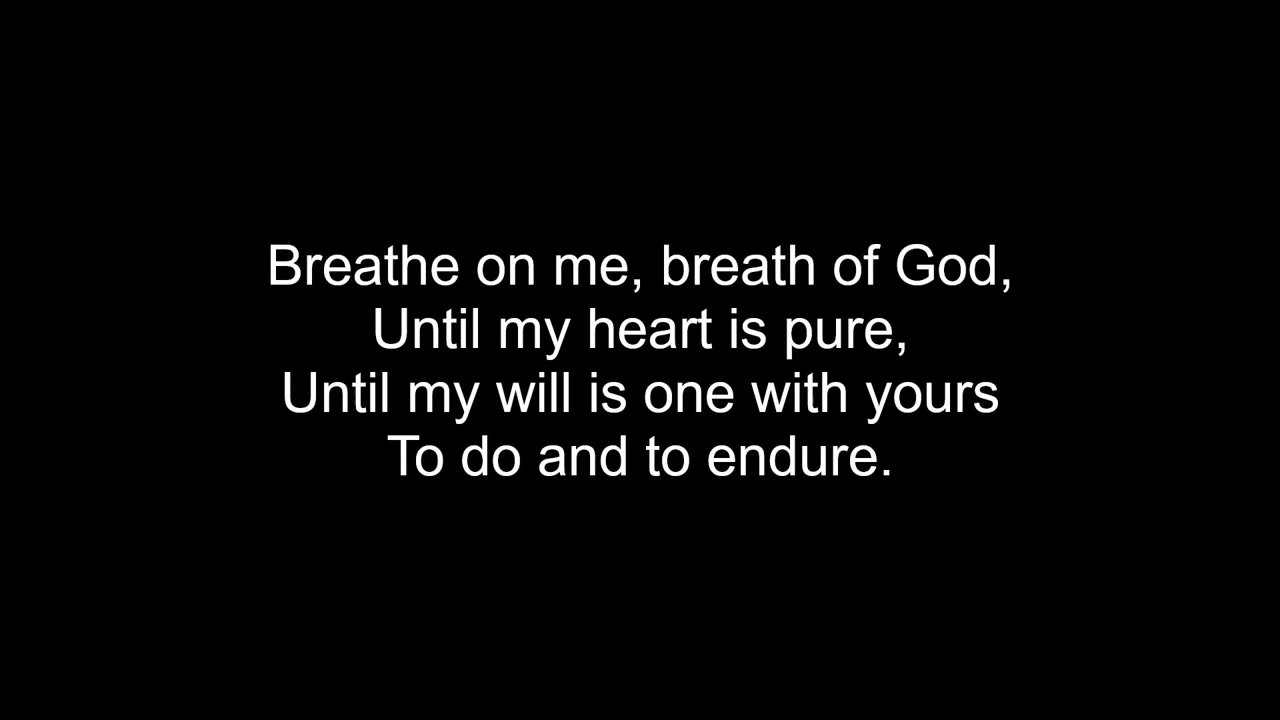 Breathe on me, breath of God,
Until my heart is pure,
Until my will is one with yours
To do and to endure.